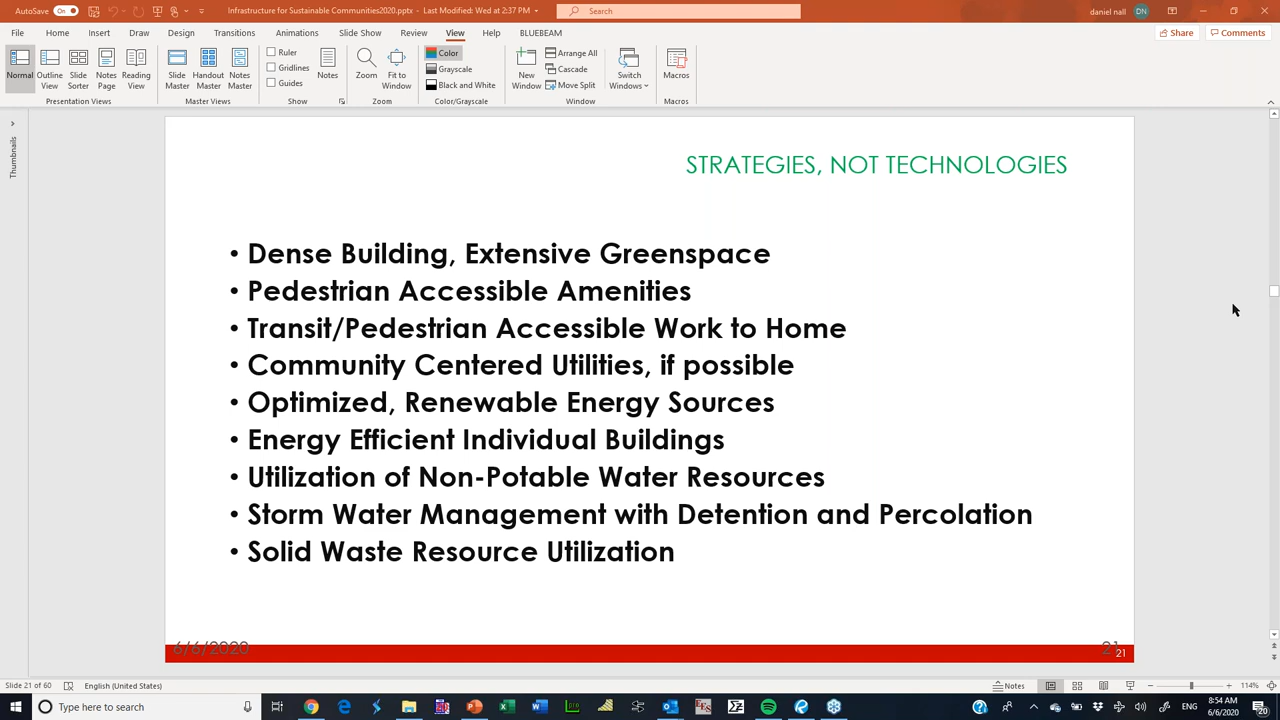 AutoSave On Infrastructure for Sustainable Communities2020.pptx - Last Modified: Wed at 2:37 PM Search daniel nall DN
File Home Insert Draw Design Transitions Animations Slide Show Review View Help BLUEBEAM Share Comments
Normal Outline View Slide Sorter Notes Page Reading View
Presentation Views
Slide Master Handout Master Notes Master
Master Views
Ruler
Gridlines
Guides
Notes
Show
Zoom Fit to Window
Zoom
Color
Grayscale
Black and White
Color/Grayscale
New Window
Arrange All
Cascade
Move Split
Switch Windows
Window
Macros
Macros
Thumbnails
STRATEGIES, NOT TECHNOLOGIES
• Dense Building, Extensive Greenspace
• Pedestrian Accessible Amenities
• Transit/Pedestrian Accessible Work to Home
• Community Centered Utilities, if possible
• Optimized, Renewable Energy Sources
• Energy Efficient Individual Buildings
• Utilization of Non-Potable Water Resources
• Storm Water Management with Detention and Percolation
• Solid Waste Resource Utilization
6/6/2020 21 21
Slide 21 of 60 English (United States) Notes 114%
Type here to search 8:54 AM
6/6/2020